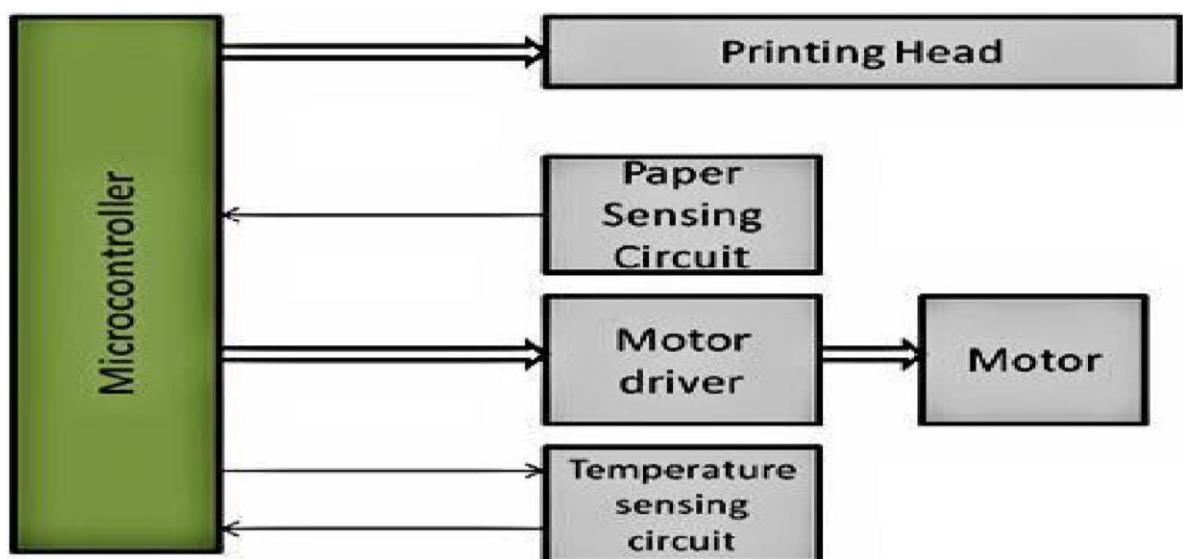 Microcontroller
Printing Head
Paper
Sensing
Circuit
Motor
driver
Motor
Temperature
sensing
circuit